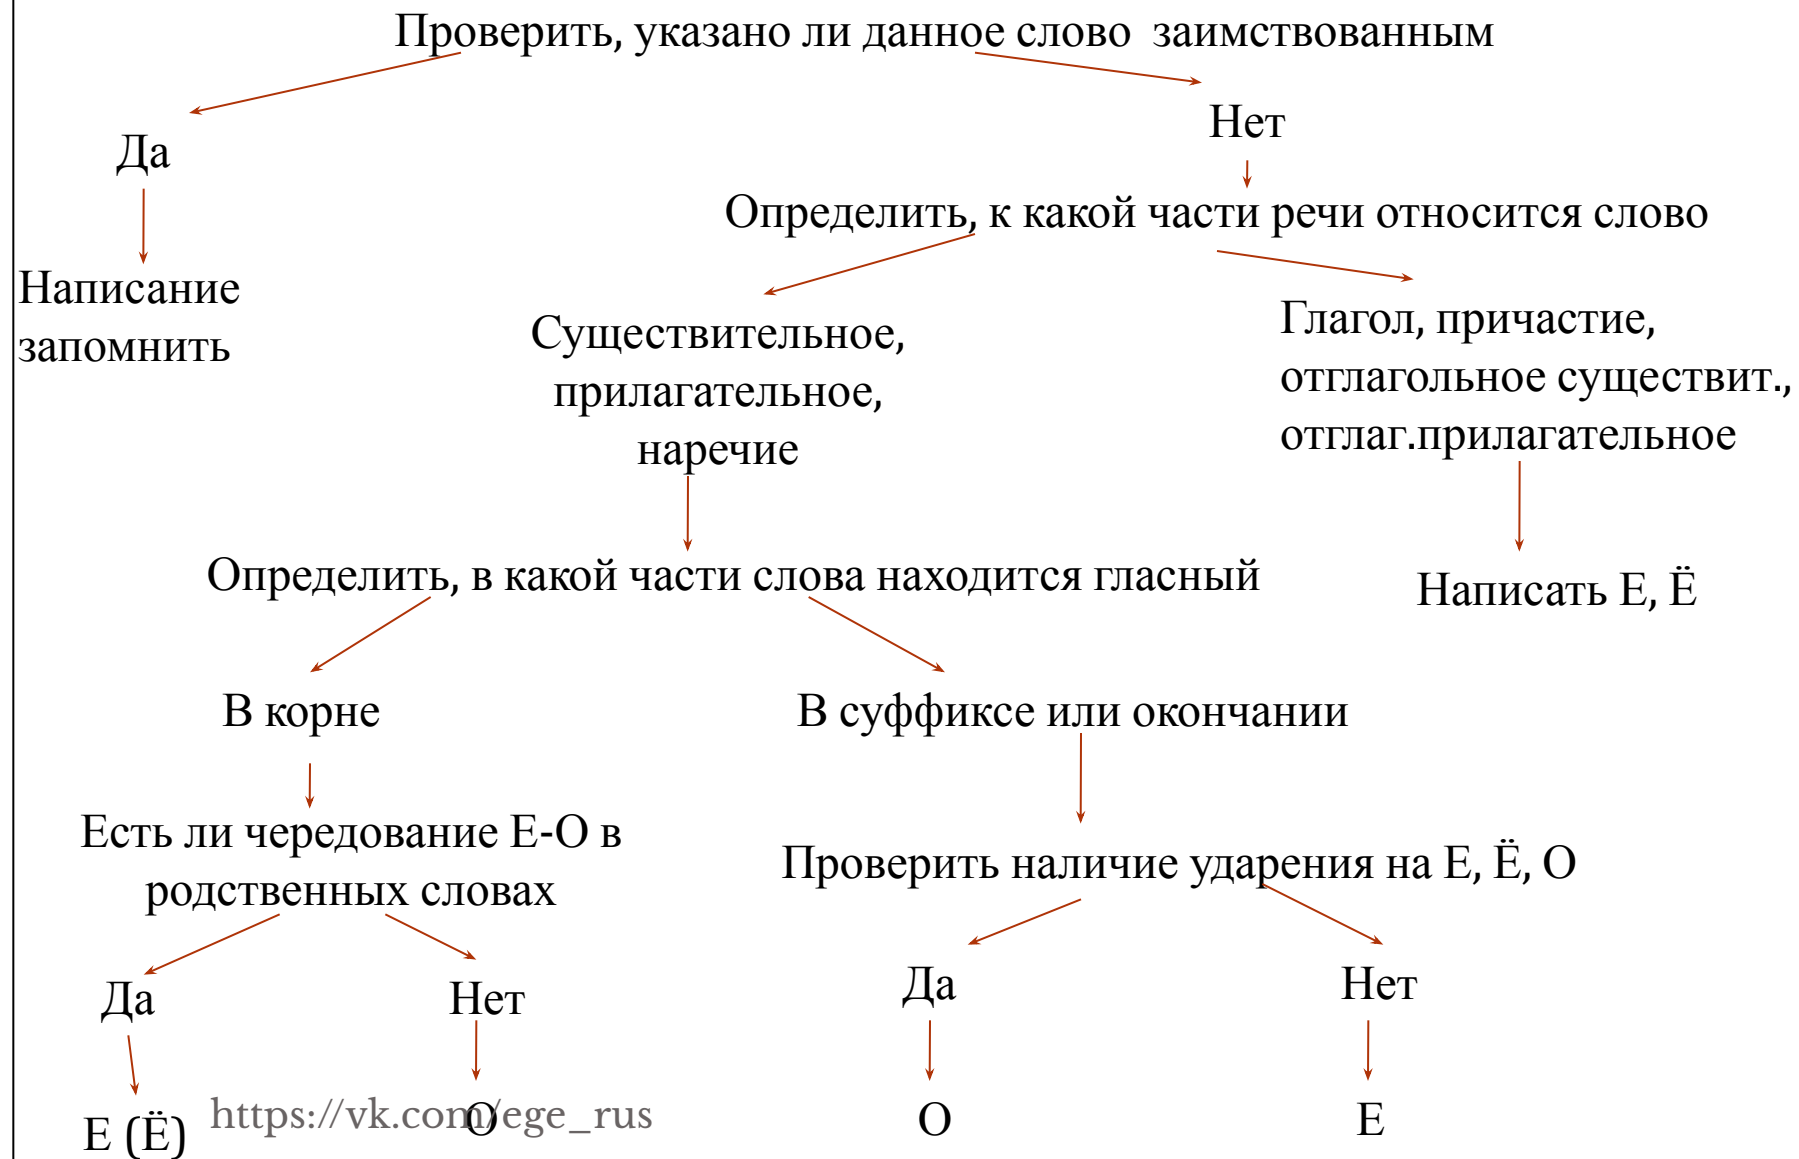 Проверить, указано ли данное слово заимствованным
Да
Нет
Написание
запомнить
Определить, к какой части речи относится слово
Существительное,
прилагательное,
наречие
Глагол, причастие,
отглагольное существит.,
отглаг.прилагательное
Определить, в какой части слова находится гласный
Написать Е, Ё
В корне
В суффиксе или окончании
Есть ли чередование Е-О в
родственных словах
Проверить наличие ударения на Е, Ё, О
Да
Нет
Да
Нет
Е (Ё)
О
О
Е
https://vk.com/ege_rus